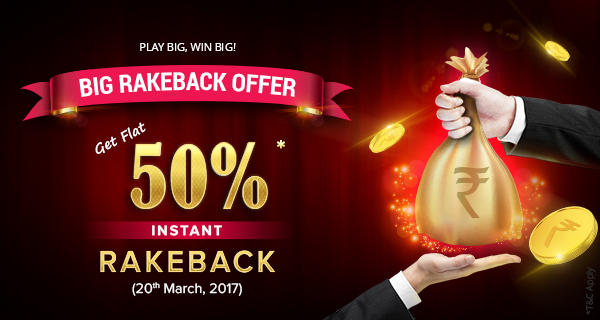 PLAY BIG, WIN BIG!
BIG RAKEBACK OFFER
Get Flat
50%*
INSTANT
RAKEBACK
(20th March, 2017)
₹
₹
*T&C Apply